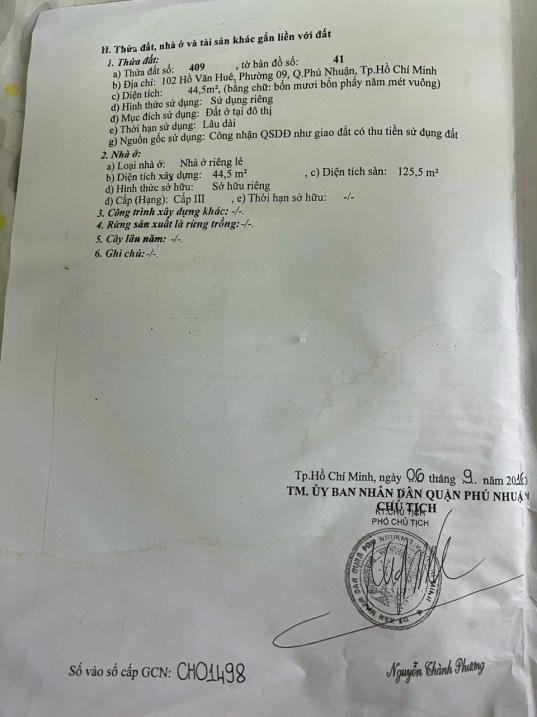 II. Thửa đất, nhà ở và tài sản khác gắn liền với đất
1. Thửa đất:
a) Thửa đất số: 409 , tờ bản đồ số: 41
b) Địa chỉ: 102 Hồ Văn Huê, Phường 09, Q.Phú Nhuận, Tp.Hồ Chí Minh
c) Diện tích: 44,5m², (bằng chữ: bốn mươi bốn phẩy năm mét vuông)
d) Hình thức sử dụng: Sử dụng riêng
đ) Mục đích sử dụng: Đất ở tại đô thị
e) Thời hạn sử dụng: Lâu dài
g) Nguồn gốc sử dụng: Công nhận QSDĐ như giao đất có thu tiền sử dụng đất
2. Nhà ở:
a) Loại nhà ở: Nhà ở riêng lẻ
b) Diện tích xây dựng: 44,5 m² , c) Diện tích sàn: 125,5 m²
d) Hình thức sở hữu: Sở hữu riêng
đ) Cấp (Hạng): Cấp III , e) Thời hạn sở hữu: -/-
3. Công trình xây dựng khác: -/-.
4. Rừng sản xuất là rừng trồng: -/-.
5. Cây lâu năm: -/-.
6. Ghi chú: -/-.
Tp.Hồ Chí Minh, ngày 06 tháng 9. năm
TM. ỦY BAN NHÂN DÂN QUẬN PHÚ NHUẬN
CHỦ TỊCH
KT.CHỦ TỊCH
PHÓ CHỦ TỊCH
Số vào sổ cấp GCN: CH01498
Nguyễn Thành Phương